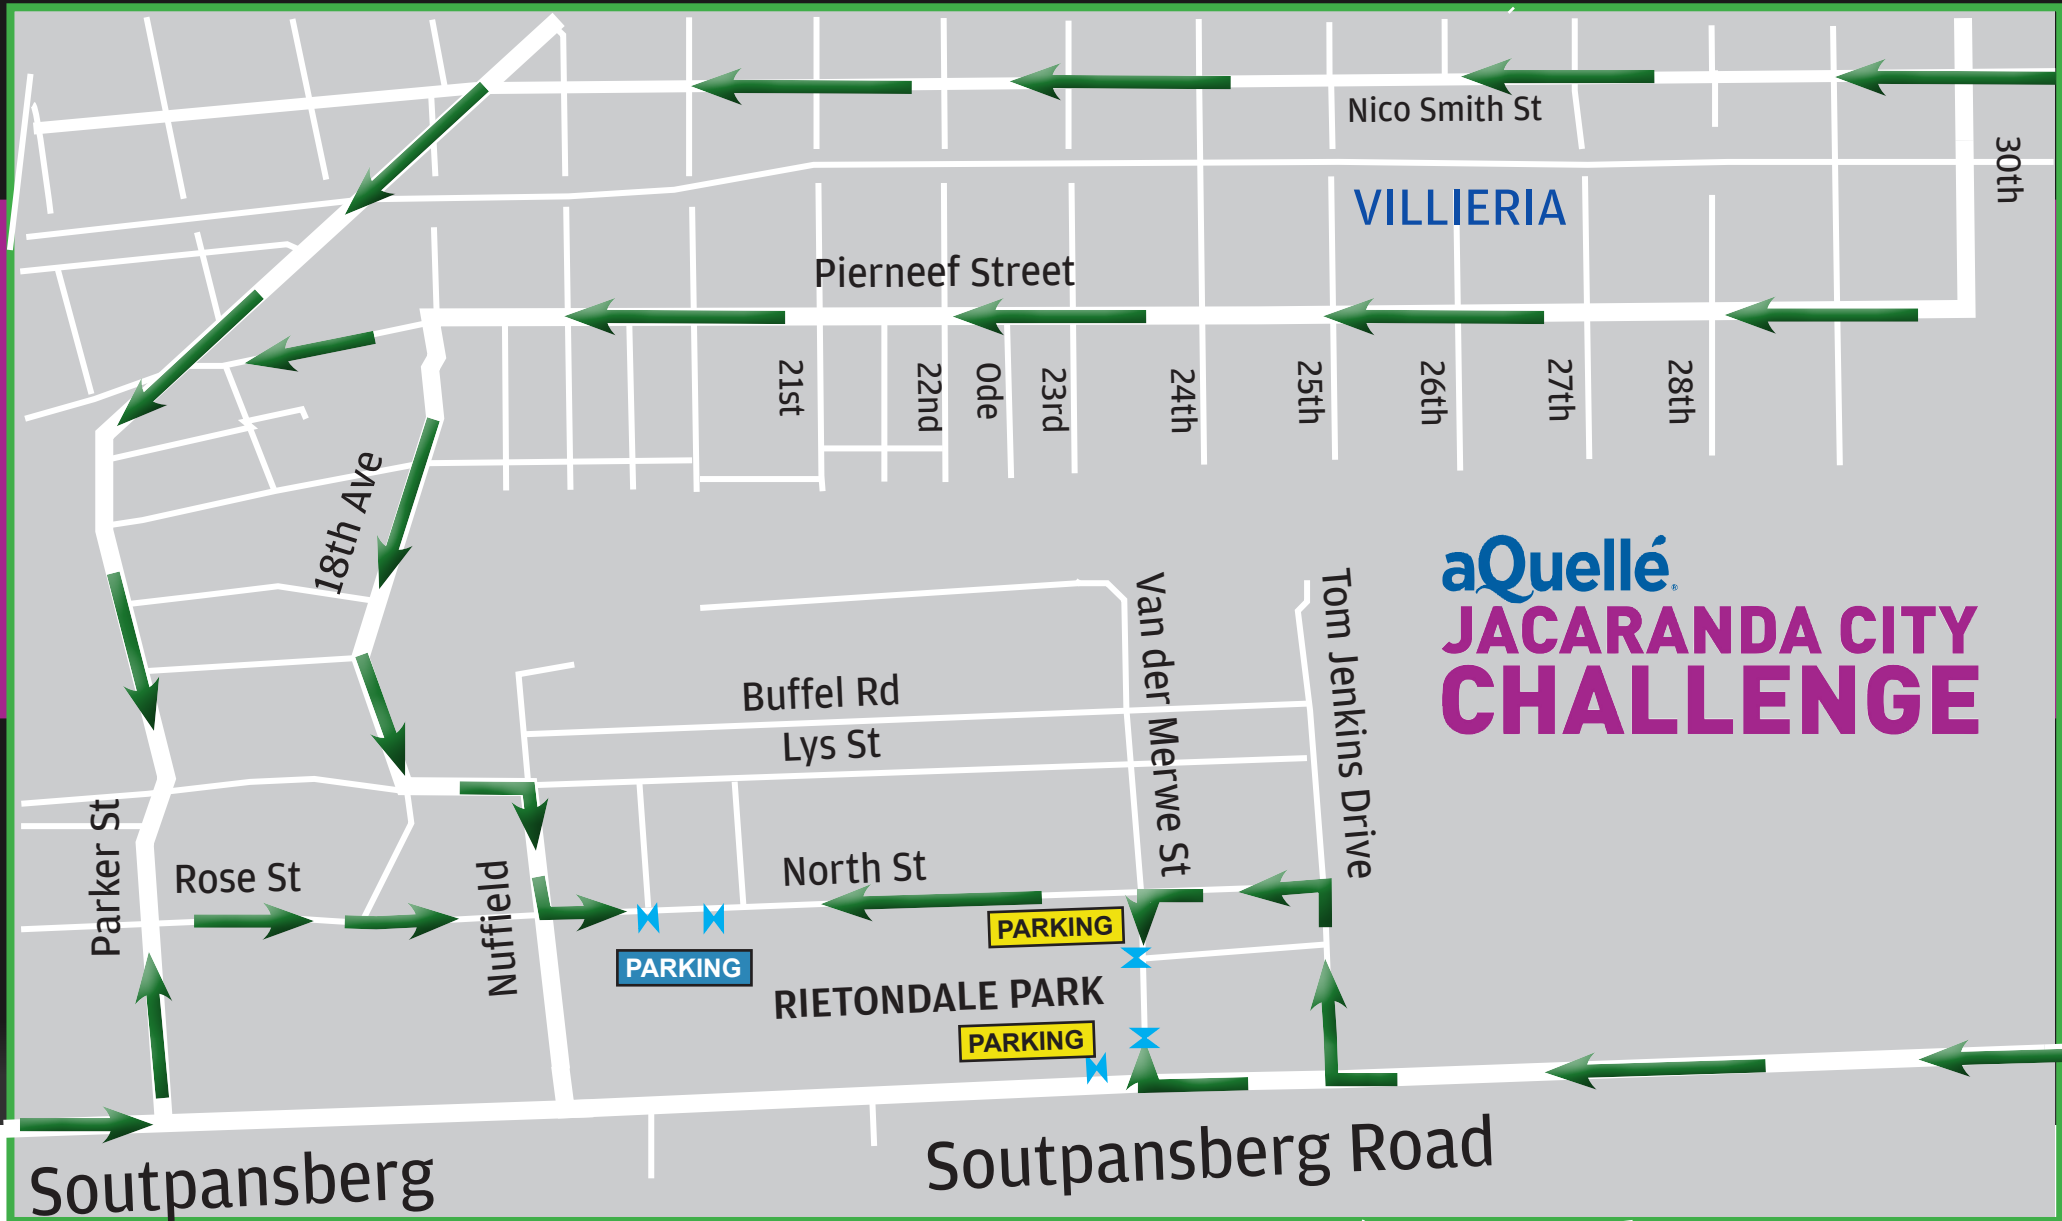 Nico Smith St
30th
VILLIERIA
Pierneef Street
21st
22nd
Ode
23rd
24th
25th
26th
27th
28th
18th Ave
aQuellé
JACARANDA CITY
CHALLENGE
Van der Merwe St
Tom Jenkins Drive
Buffel Rd
Lys St
Parker St
Rose St
Nuffield
North St
PARKING
PARKING
RIETONDALE PARK
PARKING
Soutpansberg Road
Soutpansberg